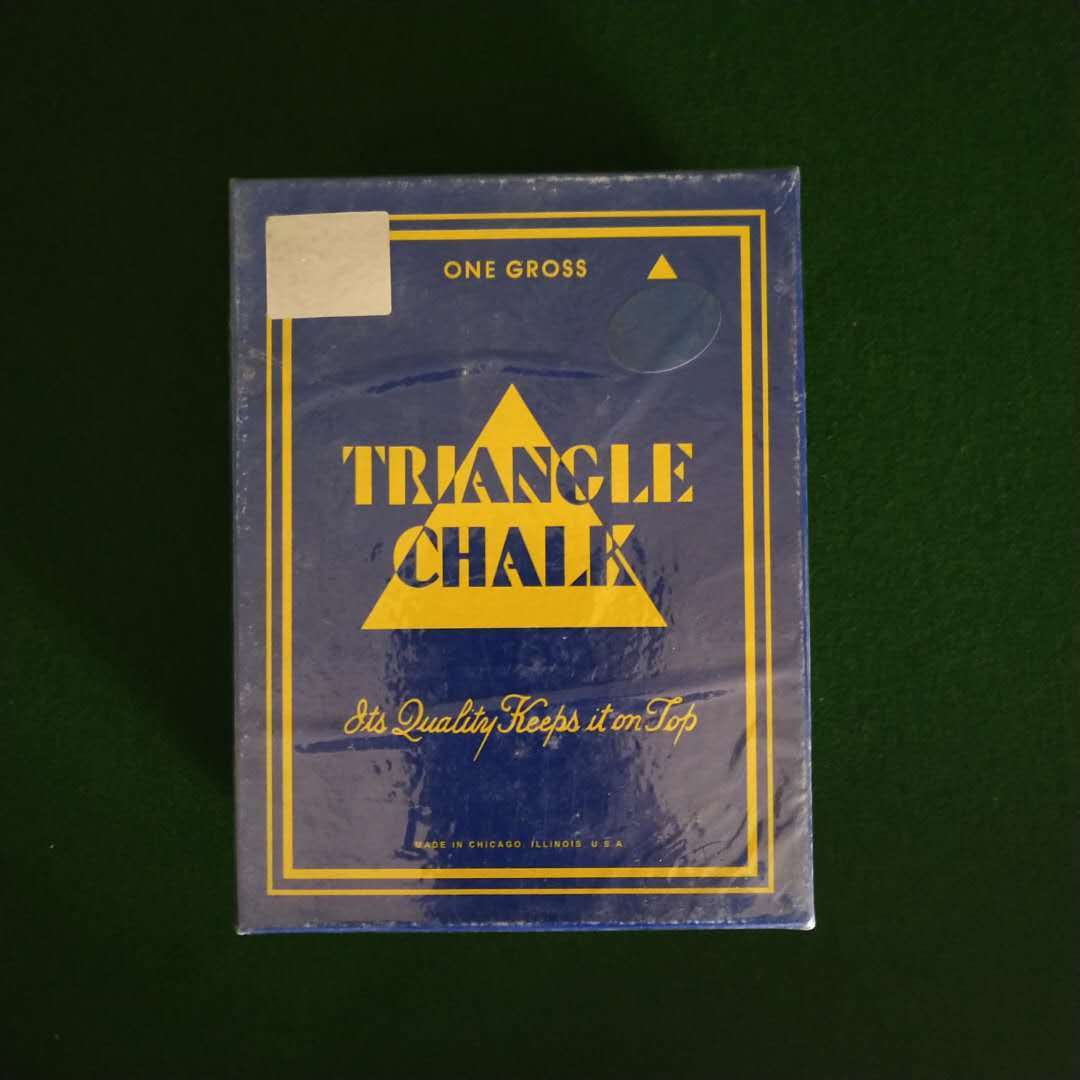 ONE GROSS
TRIANGLE
CHALK
Its Quality Keeps it on Top
MADE IN CHICAGO, ILLINOIS U.S.A.